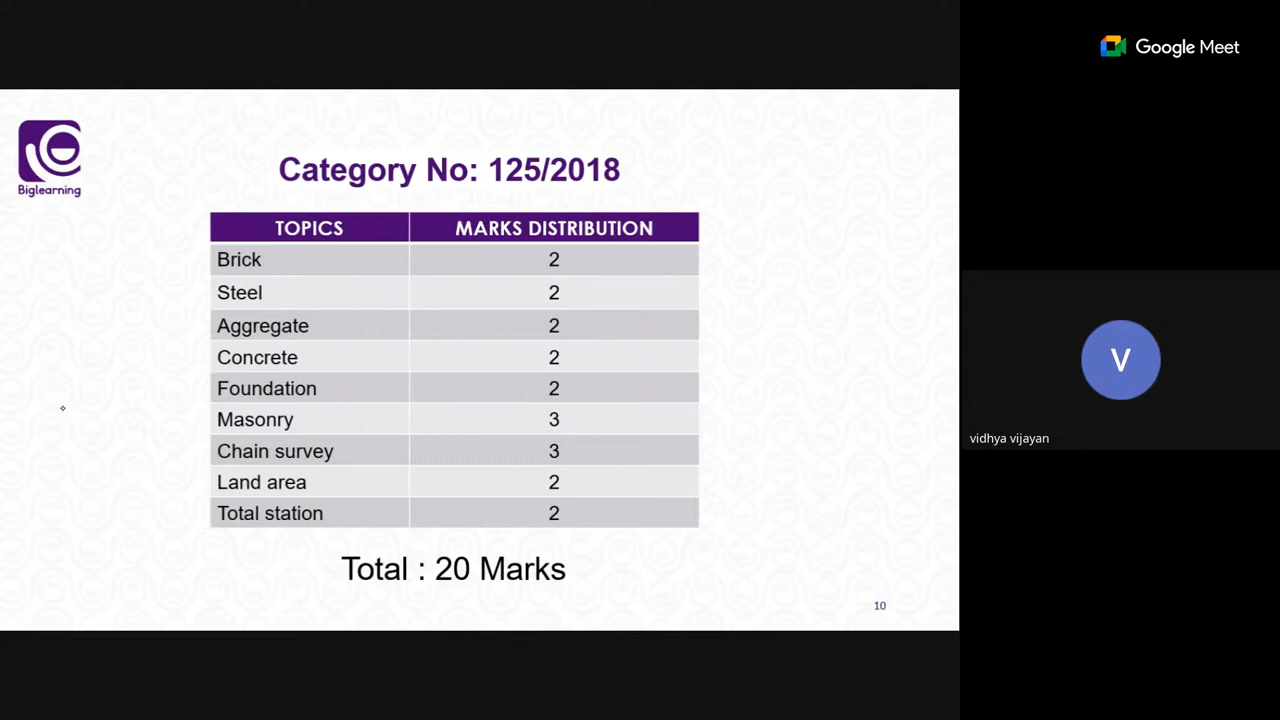 Google Meet
Biglearning
Category No: 125/2018
TOPICS MARKS DISTRIBUTION
Brick 2
Steel 2
Aggregate 2
Concrete 2
Foundation 2
Masonry 3
Chain survey 3
Land area 2
Total station 2
Total : 20 Marks
10
V
vidhya vijayan